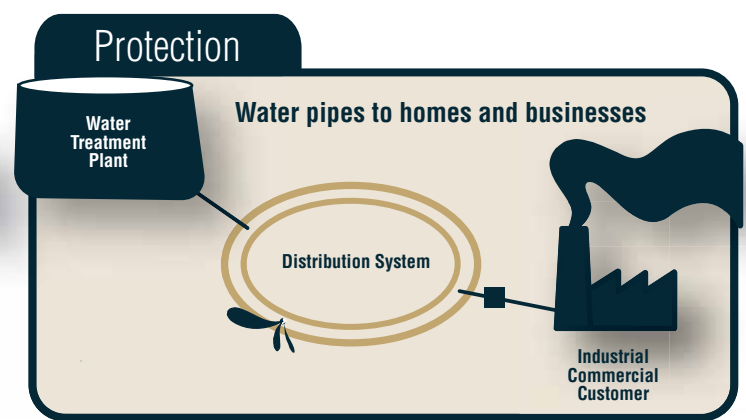 Protection
Water pipes to homes and businesses
Water
Treatment
Plant
Distribution System
Industrial
Commercial
Customer